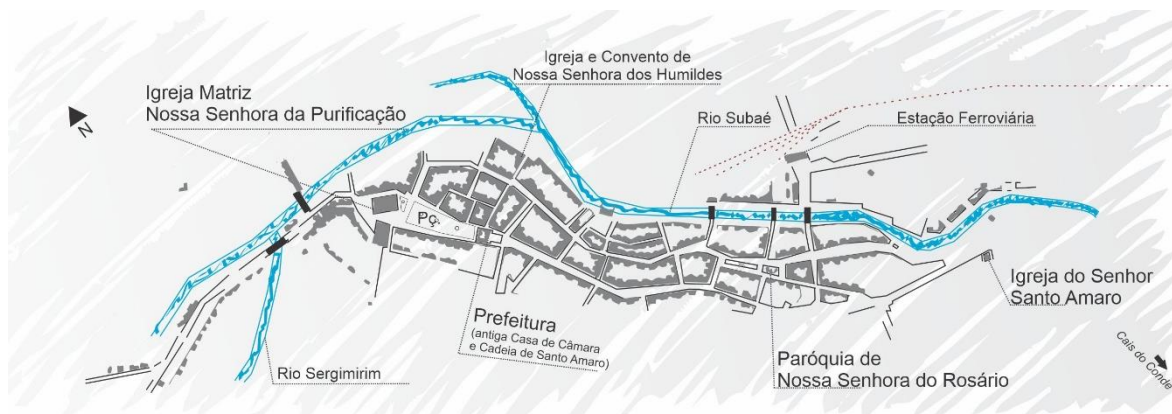 Igreja e Convento de
Nossa Senhora dos Humildes
Igreja Matriz
Nossa Senhora da Purificação
Rio Subaé
Estação Ferroviária
N
PÇ.
Igreja do Senhor
Santo Amaro
Prefeitura
(antiga Casa de Câmara
e Cadeia de Santo Amaro)
Cais do Conde
Rio Sergimirim
Paróquia de
Nossa Senhora do Rosário